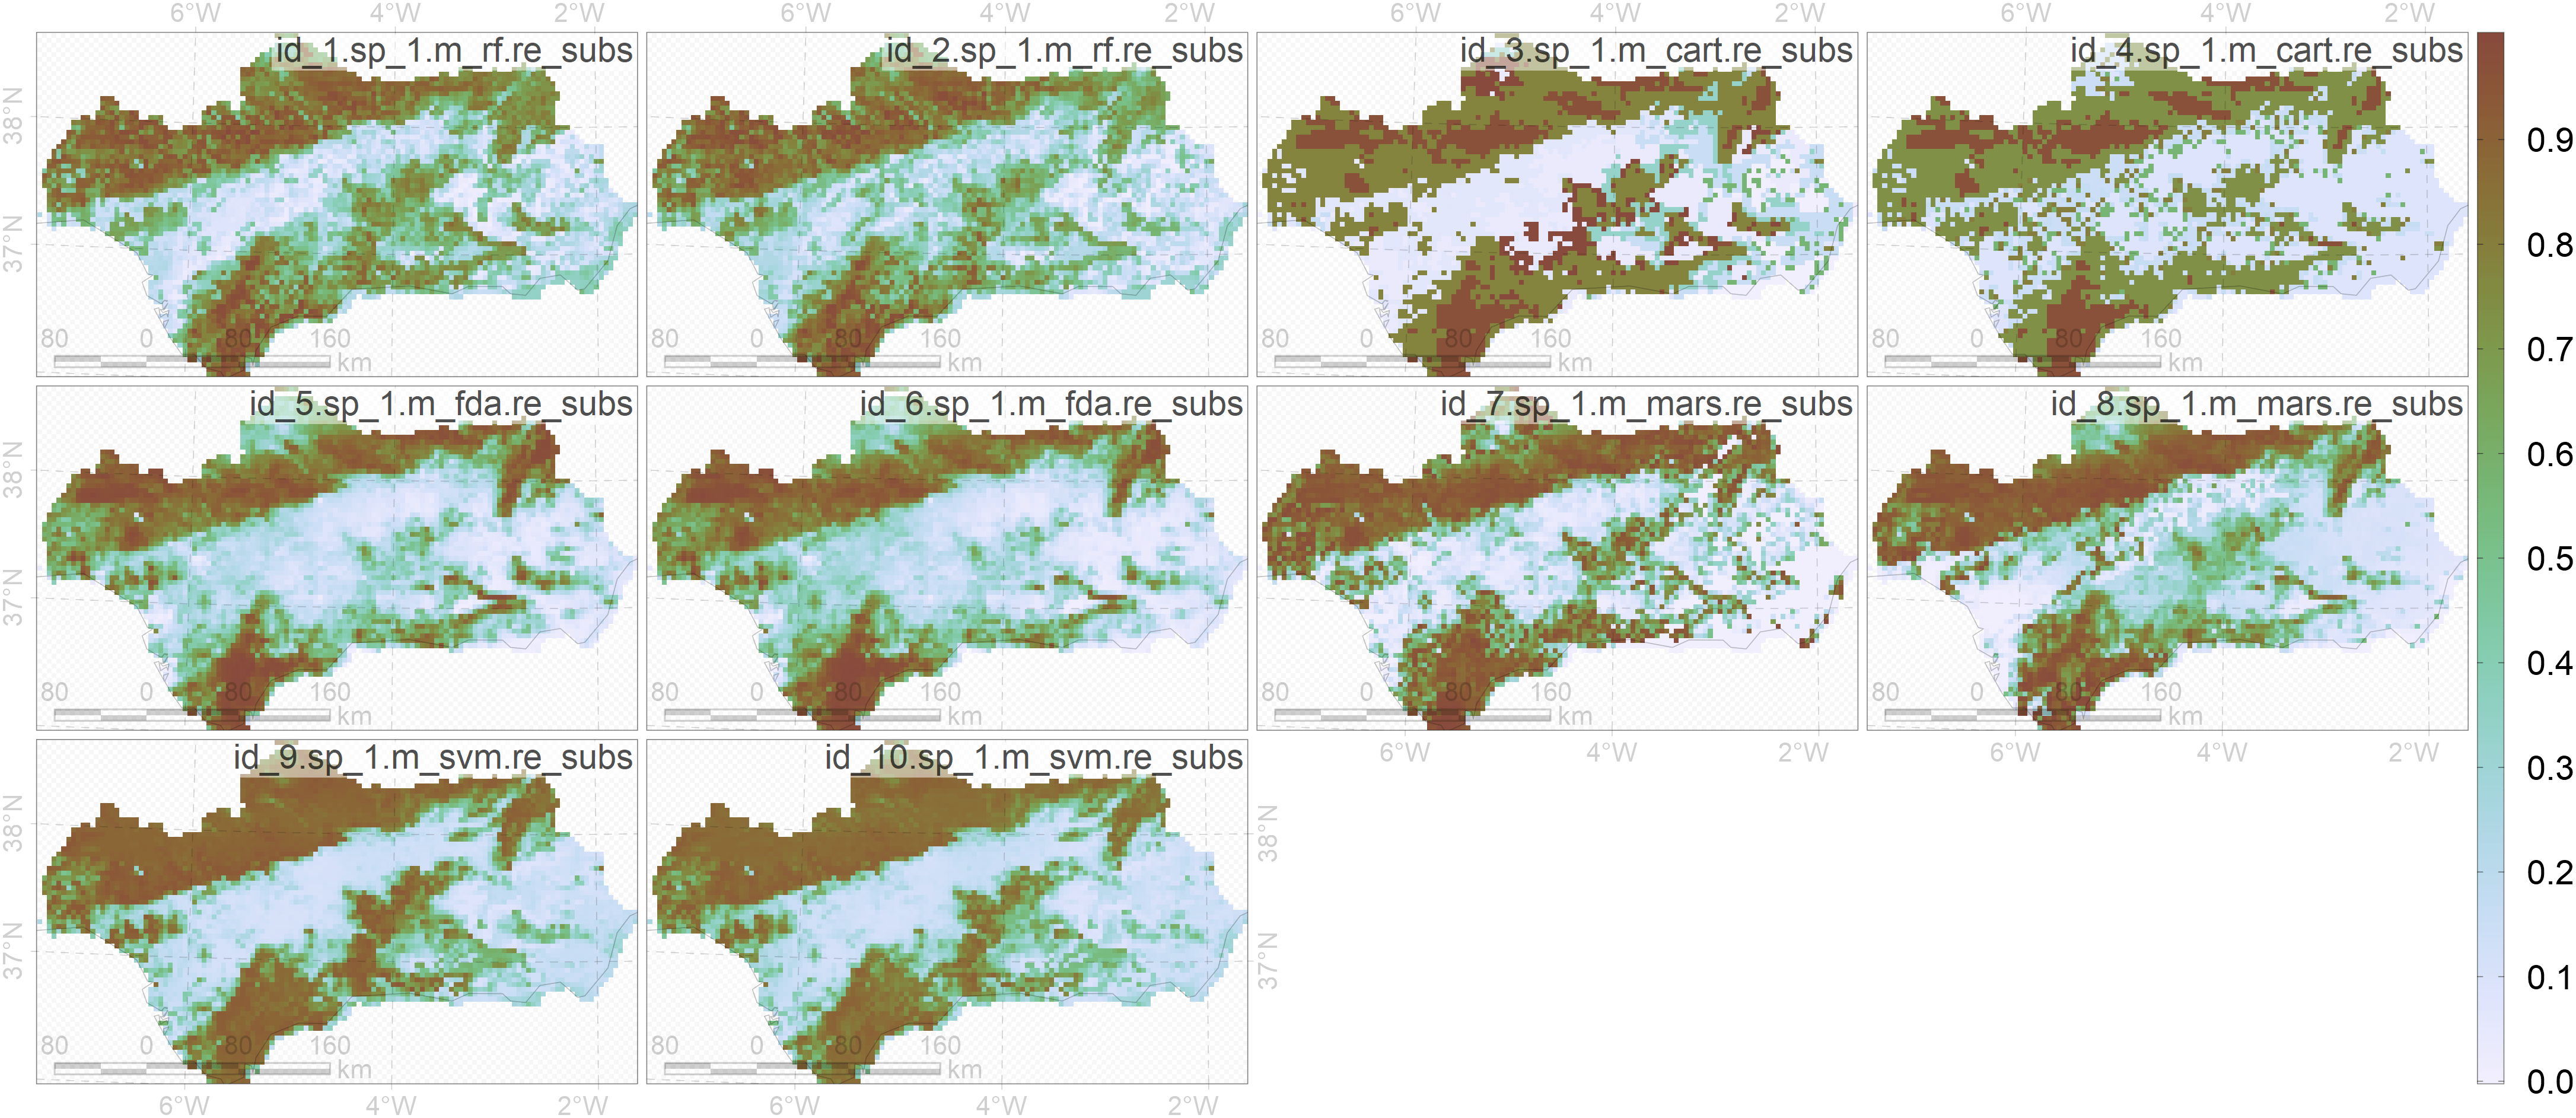 6°W 4°W 2°W 6°W 4°W 2°W 6°W 4°W 2°W 6°W 4°W 2°W
38°N
37°N
id_1.sp_1.m_rf.re_subs
80 0 80 160
km
id_2.sp_1.m_rf.re_subs
80 0 80 160
km
id_3.sp_1.m_cart.re_subs
80 0 80 160
km
id_4.sp_1.m_cart.re_subs
80 0 80 160
km
38°N
37°N
id_5.sp_1.m_fda.re_subs
80 0 80 160
km
id_6.sp_1.m_fda.re_subs
80 0 80 160
km
id_7.sp_1.m_mars.re_subs
80 0 80 160
km
id_8.sp_1.m_mars.re_subs
80 0 80 160
km
6°W 4°W 2°W 6°W 4°W 2°W
38°N
37°N
id_9.sp_1.m_svm.re_subs
80 0 80 160
km
id_10.sp_1.m_svm.re_subs
80 0 80 160
km
38°N
37°N
6°W 4°W 2°W 6°W 4°W 2°W
0.9
0.8
0.7
0.6
0.5
0.4
0.3
0.2
0.1
0.0